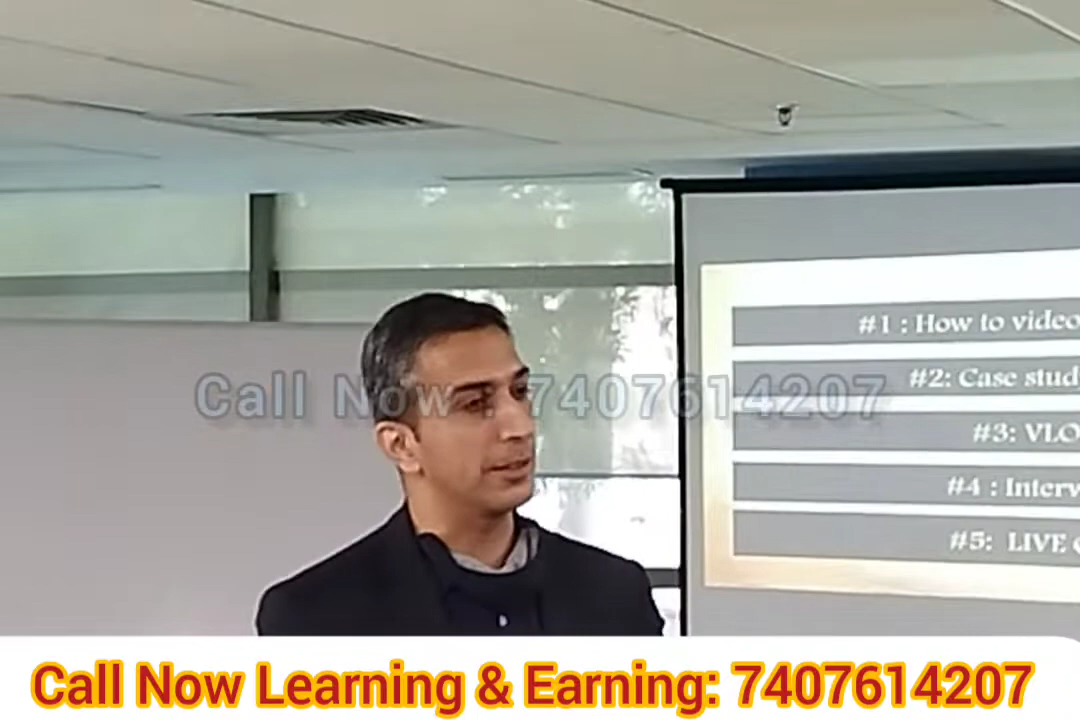 #1 : How to video
#2: Case stud
Call Now : 7407614207
#3: VLO
#4 : Interv
#5: LIVE
Call Now Learning & Earning: 7407614207